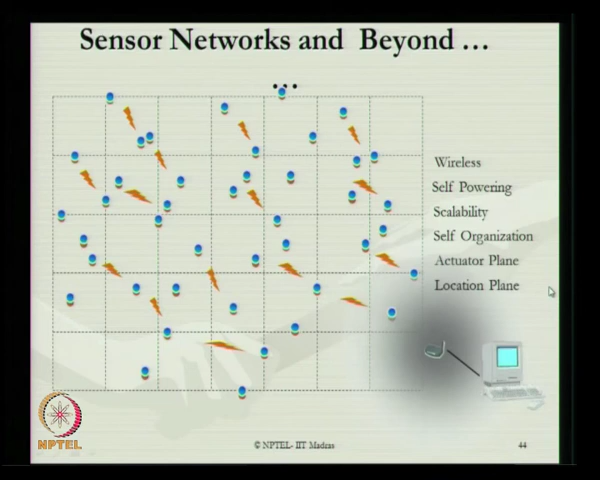 Sensor Networks and Beyond ...
...
Wireless
Self Powering
Scalability
Self Organization
Actuator Plane
Location Plane
NPTEL
© NPTEL- IIT Madras
44